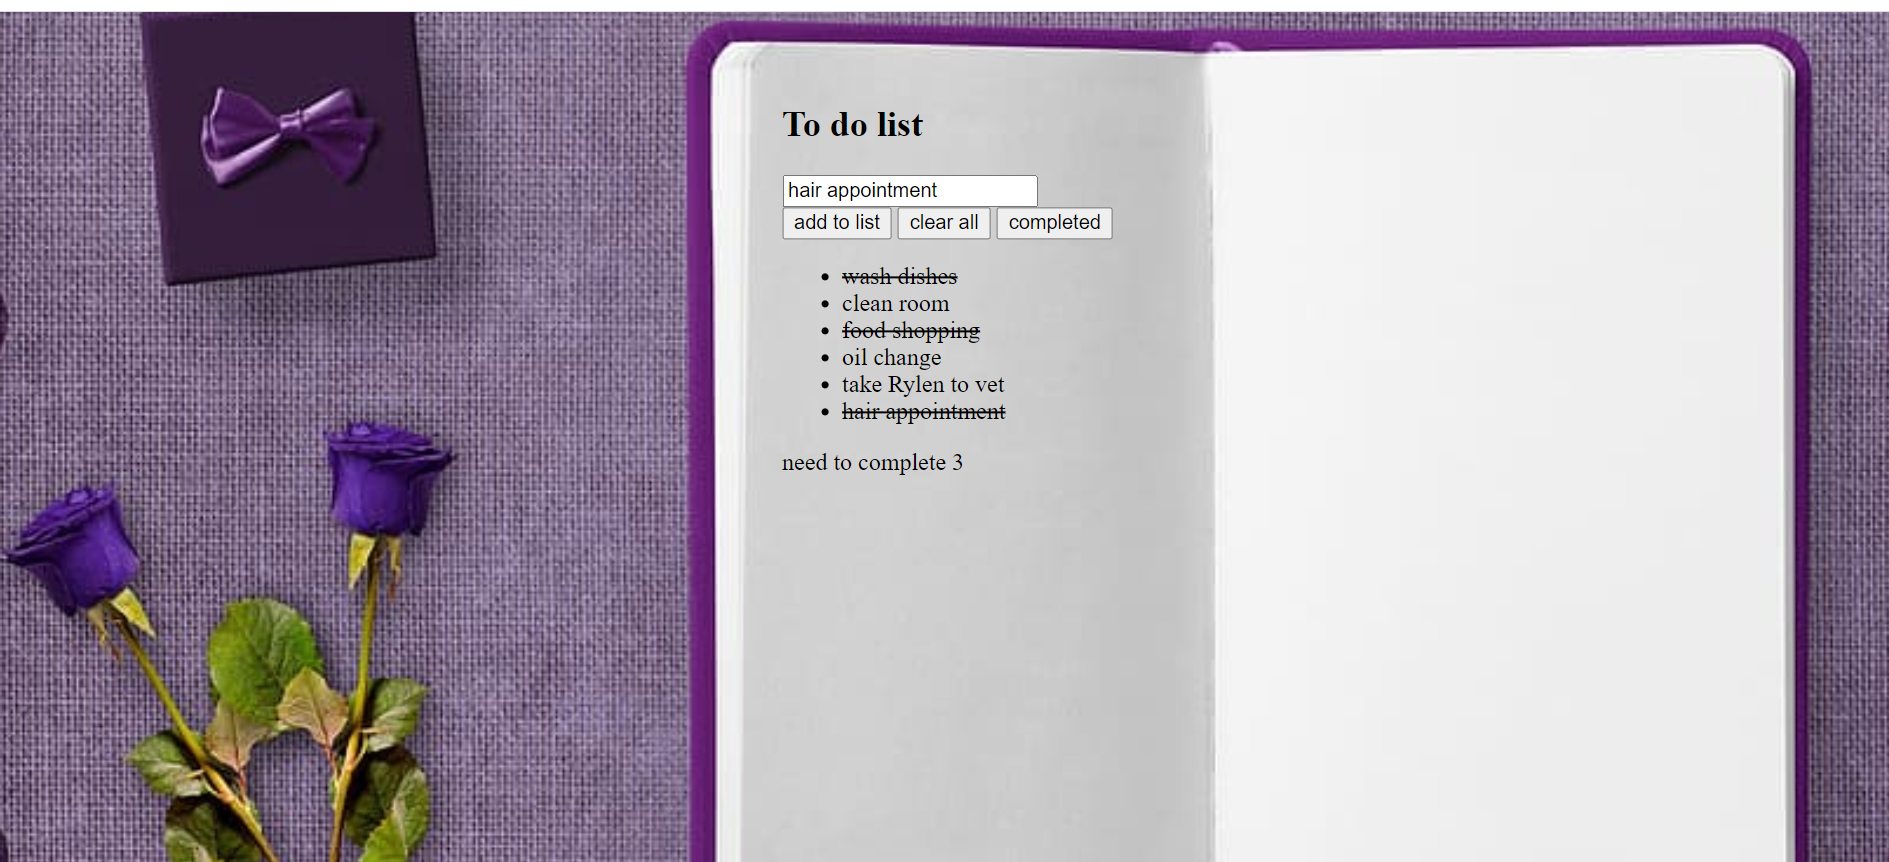 To do list
hair appointment
add to list clear all completed
wash dishes
clean room
food shopping
oil change
take Rylen to vet
hair appointment
need to complete 3